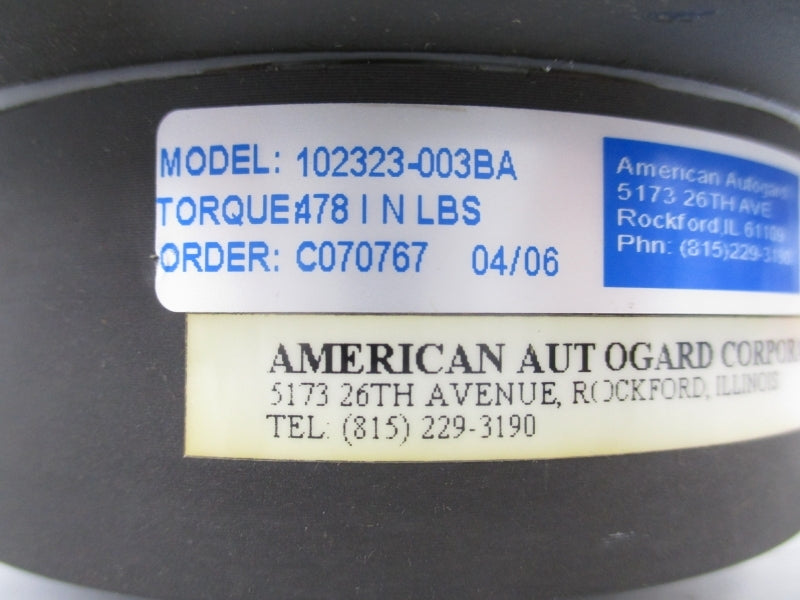 MODEL: 102323-003BA
TORQUE:478 I N LBS
ORDER: C070767 04/06
American Autogard
5173 26TH AVE
Rockford,IL 61109
Phn: (815)229-3190
AMERICAN AUT OGARD
5173 26TH AVENUE, ROCKFORD, ILLINOIS
TEL: (815) 229-3190